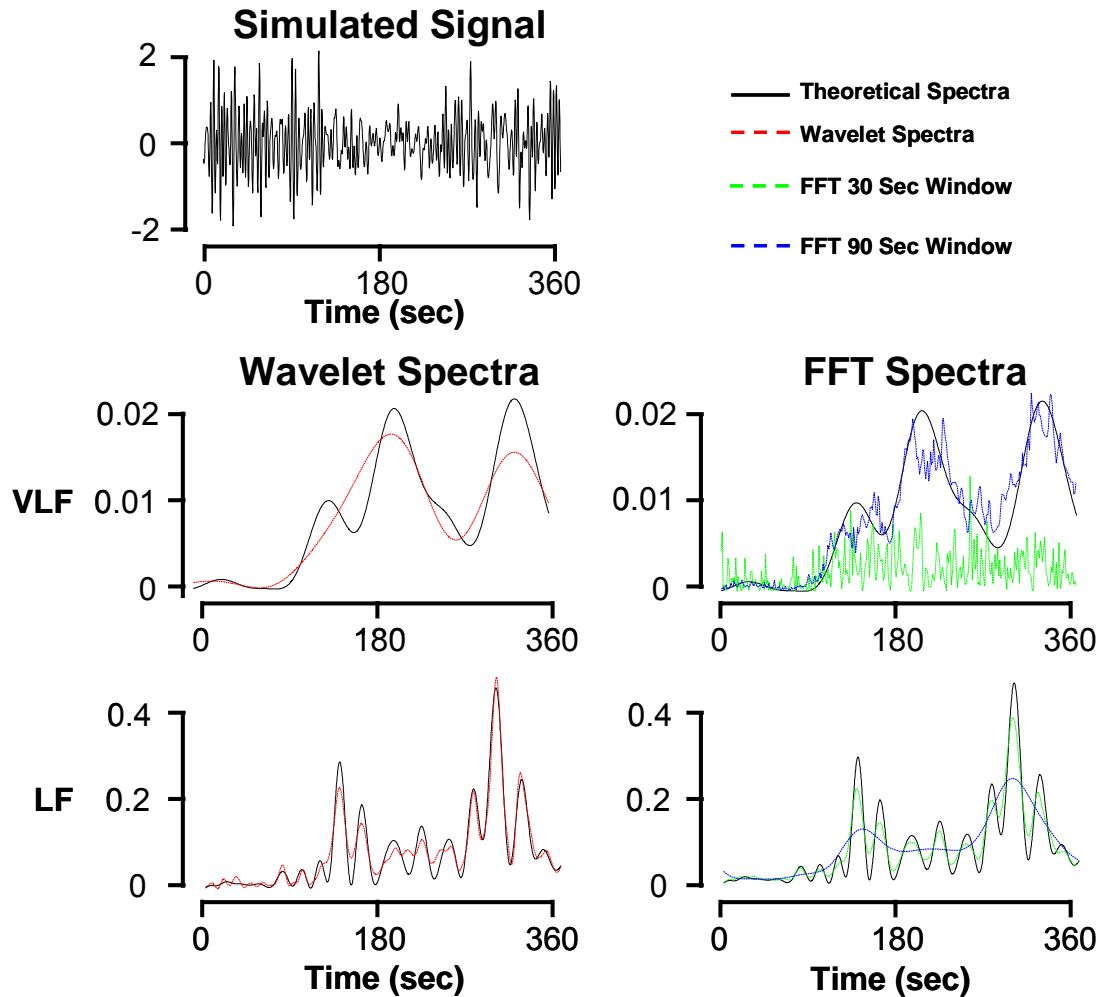 Simulated Signal
2
0
-2
0 180 360
Time (sec)
Theoretical Spectra
Wavelet Spectra
FFT 30 Sec Window
FFT 90 Sec Window
Wavelet Spectra
FFT Spectra
VLF
0.02
0.01
0
0 180 360
0.02
0.01
0
0 180 360
LF
0.4
0.2
0
0 180 360
Time (sec)
0.4
0.2
0
0 180 360
Time (sec)